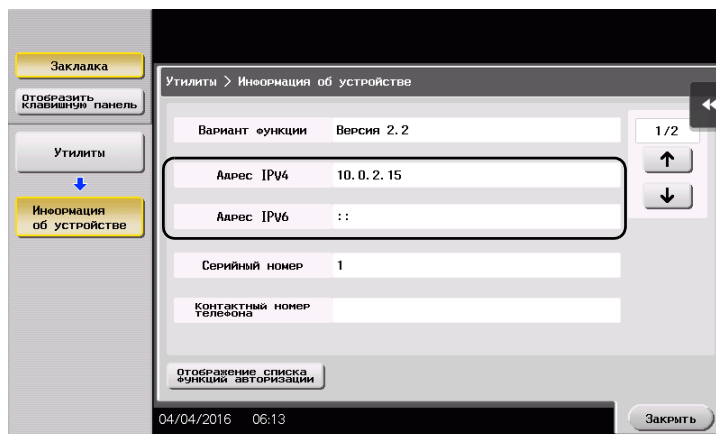 Закладка
Отобразить
клавишную панель
Утилиты
Информация
об устройстве
Утилиты > Информация об устройстве
Вариант функции Версия 2.2
Адрес IPv4 10.0.2.15
Адрес IPv6 ::
Серийный номер 1
Контактный номер
телефона
1/2
Отображение списка
функций авторизации
04/04/2016 06:13
Закрыть